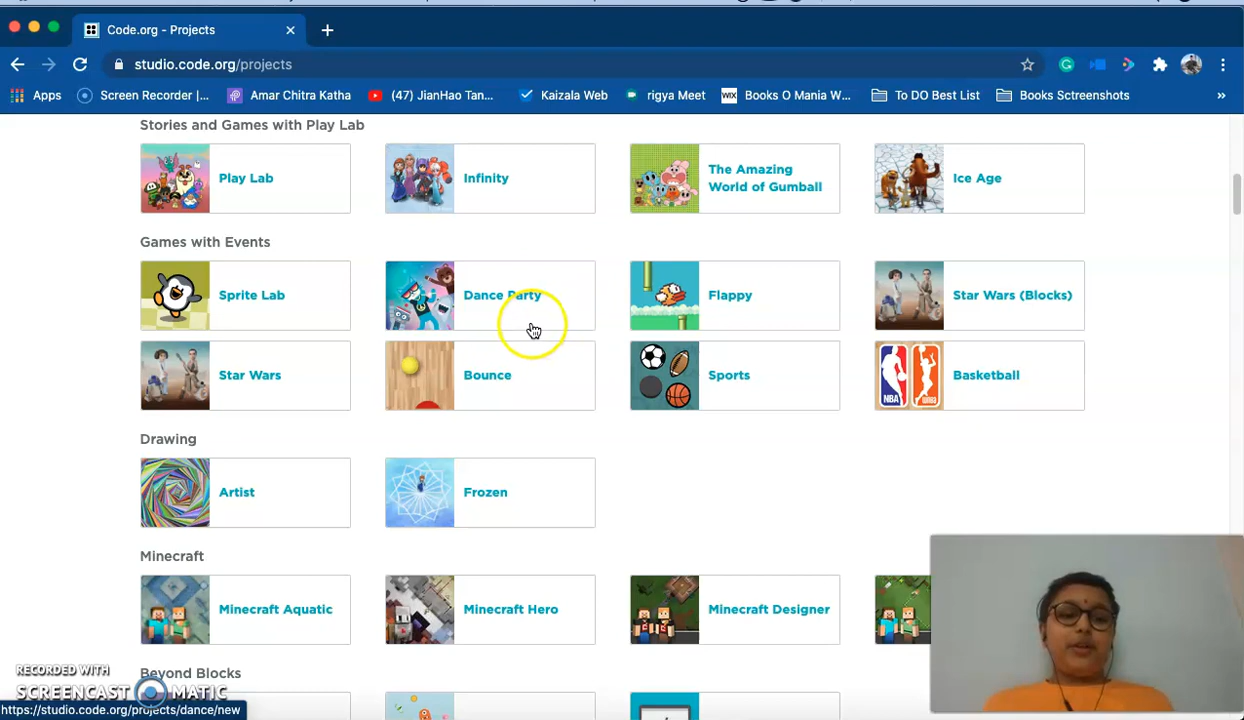 Code.org - Projects
studio.code.org/projects
Apps
Screen Recorder |...
Amar Chitra Katha
(47) JianHao Tan...
Kaizala Web
rigya Meet
WIX
Books O Mania W...
To DO Best List
Books Sctreenshots
Stories and Games with Play Lab
Play Lab
Infinity
The Amazing
World of Gumball
Ice Age
Games with Events
Sprite Lab
Dance Party
Flappy
Star Wars (Blocks)
Star Wars
Bounce
Sports
NBA
Basketball
Drawing
Artist
Frozen
Minecraft
Minecraft Aquatic
Minecraft Hero
Minecraft Designer
Beyond Blocks
RECORDED WITH
SCREENCAST MATIC
https://studio.code.org/projects/dance/new